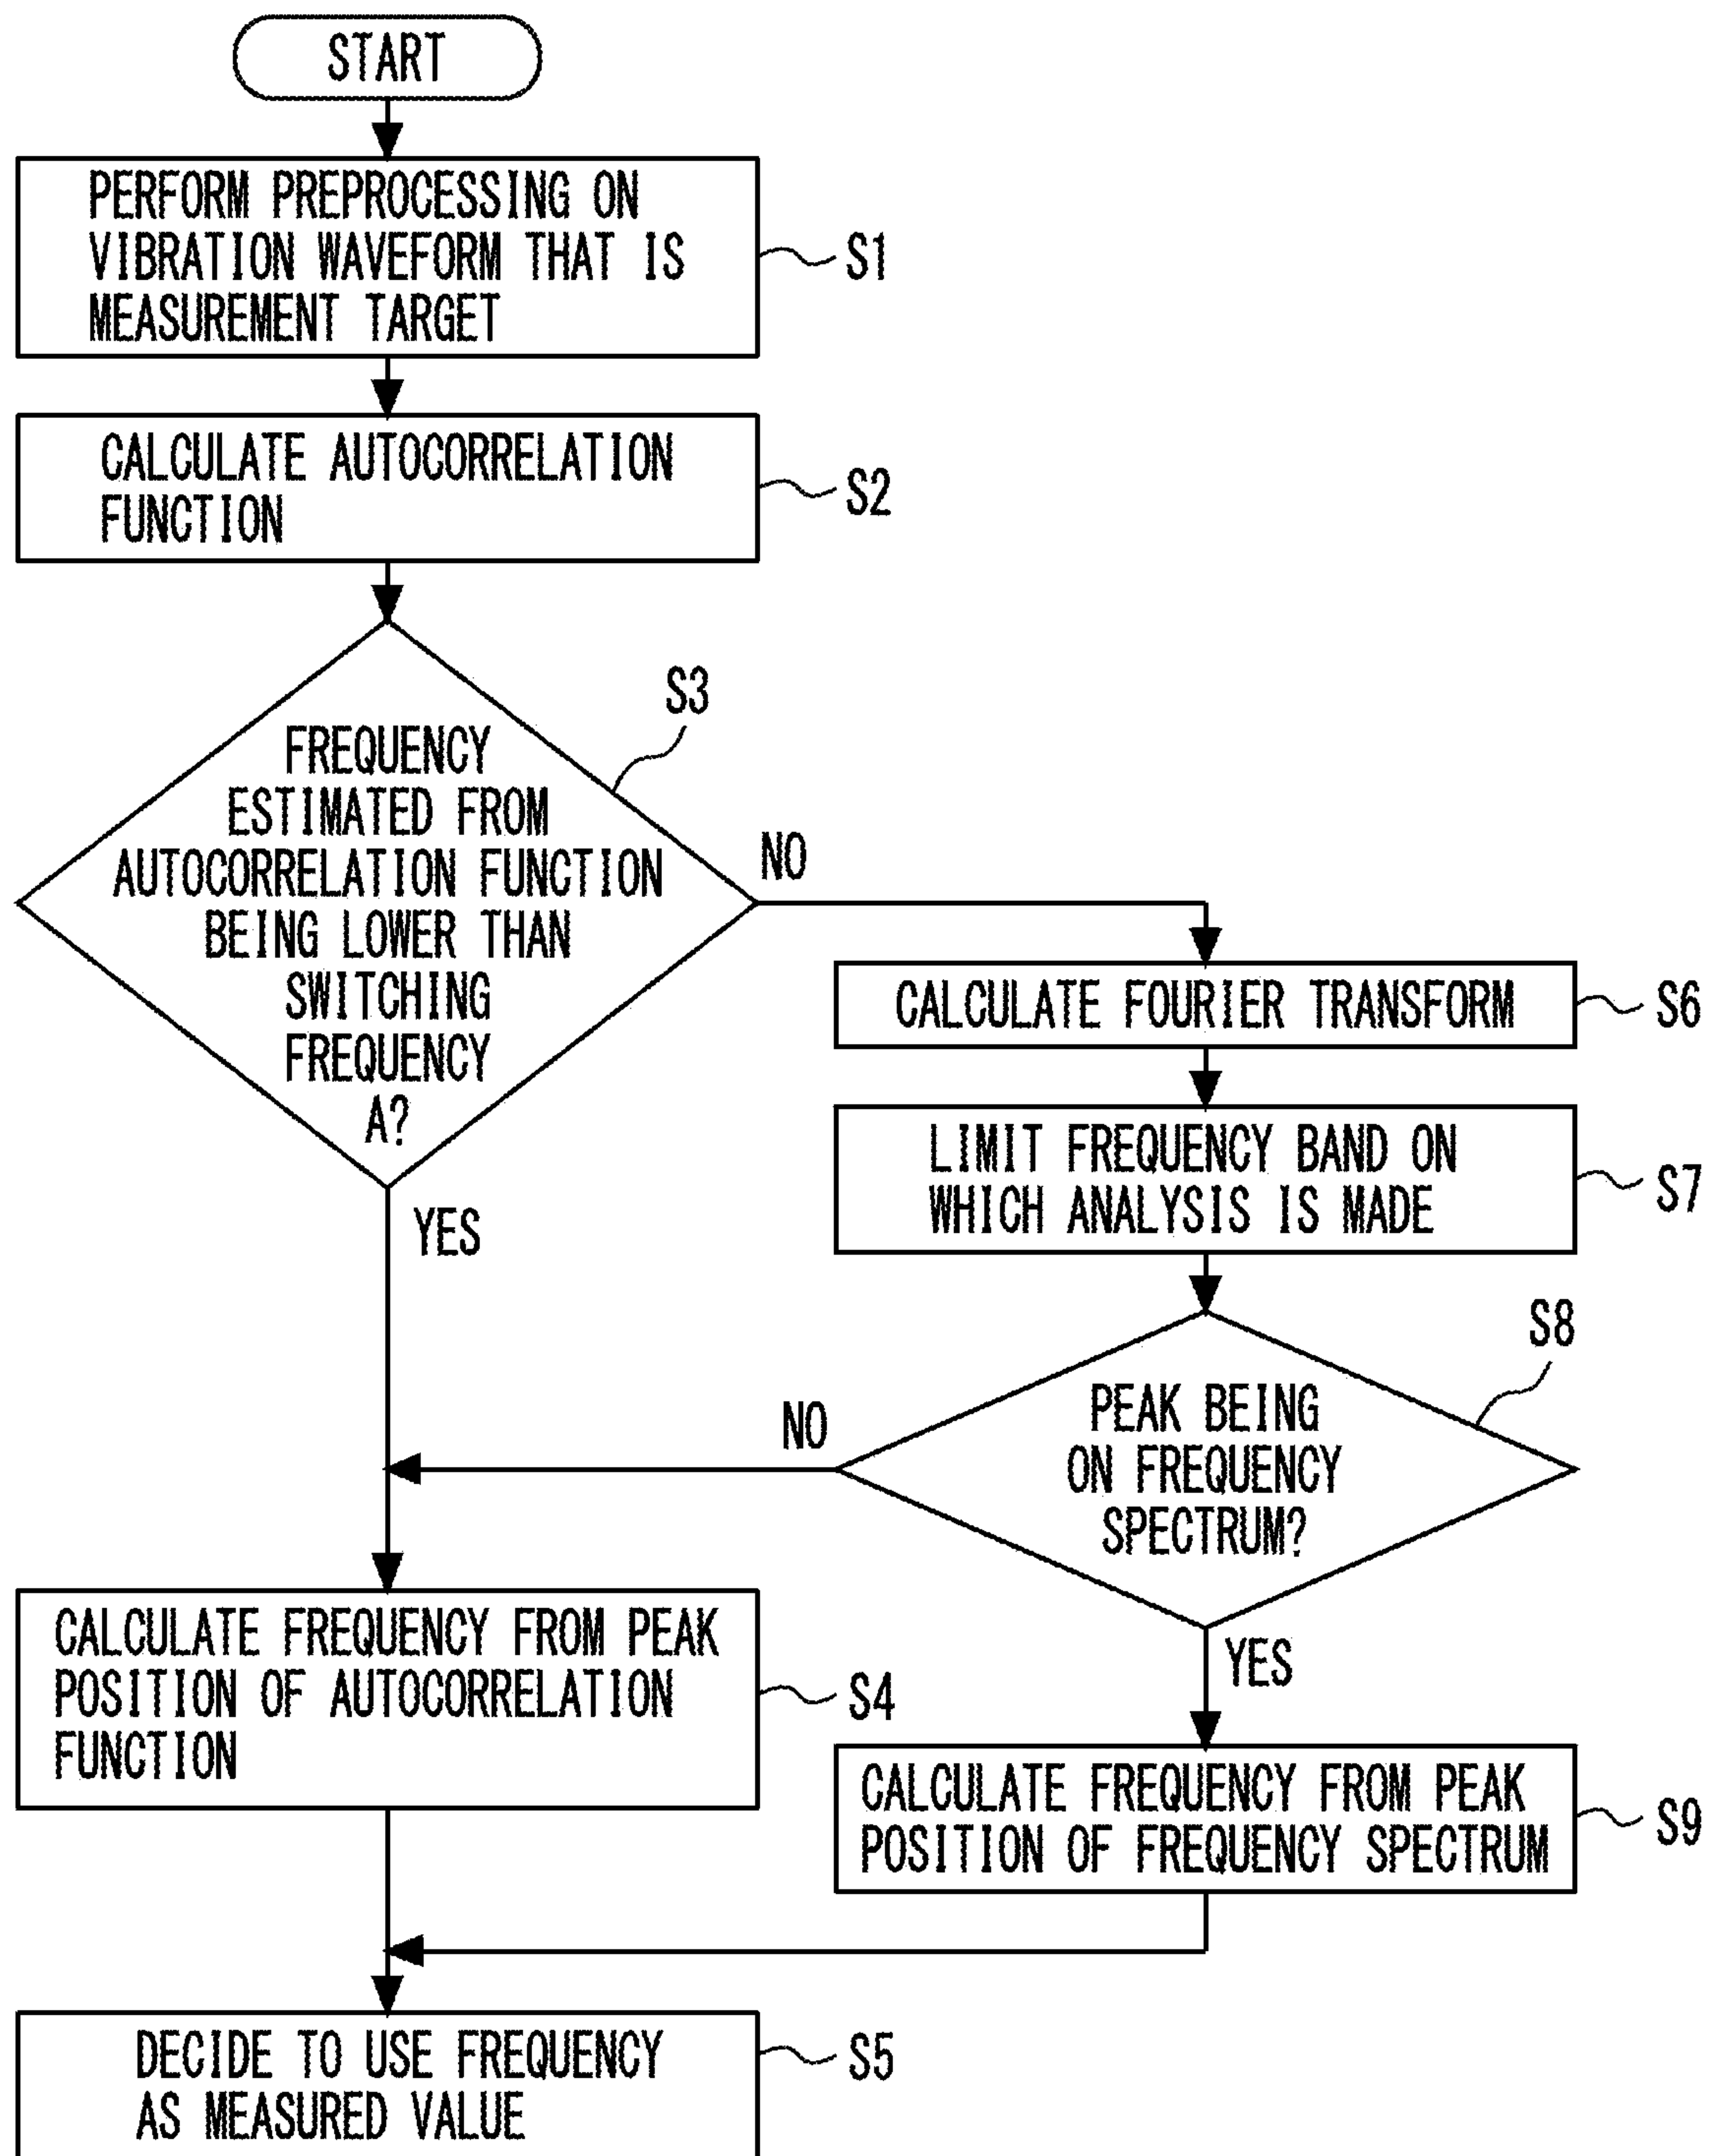 START
PERFORM PREPROCESSING ON
VIBRATION WAVEFORM THAT IS
MEASUREMENT TARGET
S1
CALCULATE AUTOCORRELATION
FUNCTION
S2
S3
FREQUENCY
ESTIMATED FROM
AUTOCORRELATION FUNCTION
BEING LOWER THAN
SWITCHING
FREQUENCY
A?
NO
YES
CALCULATE FOURIER TRANSFORM
S6
LIMIT FREQUENCY BAND ON
WHICH ANALYSIS IS MADE
S7
S8
PEAK BEING
ON FREQUENCY
SPECTRUM?
NO
YES
CALCULATE FREQUENCY FROM PEAK
POSITION OF AUTOCORRELATION
FUNCTION
S4
CALCULATE FREQUENCY FROM PEAK
POSITION OF FREQUENCY SPECTRUM
S9
DECIDE TO USE FREQUENCY
AS MEASURED VALUE
S5